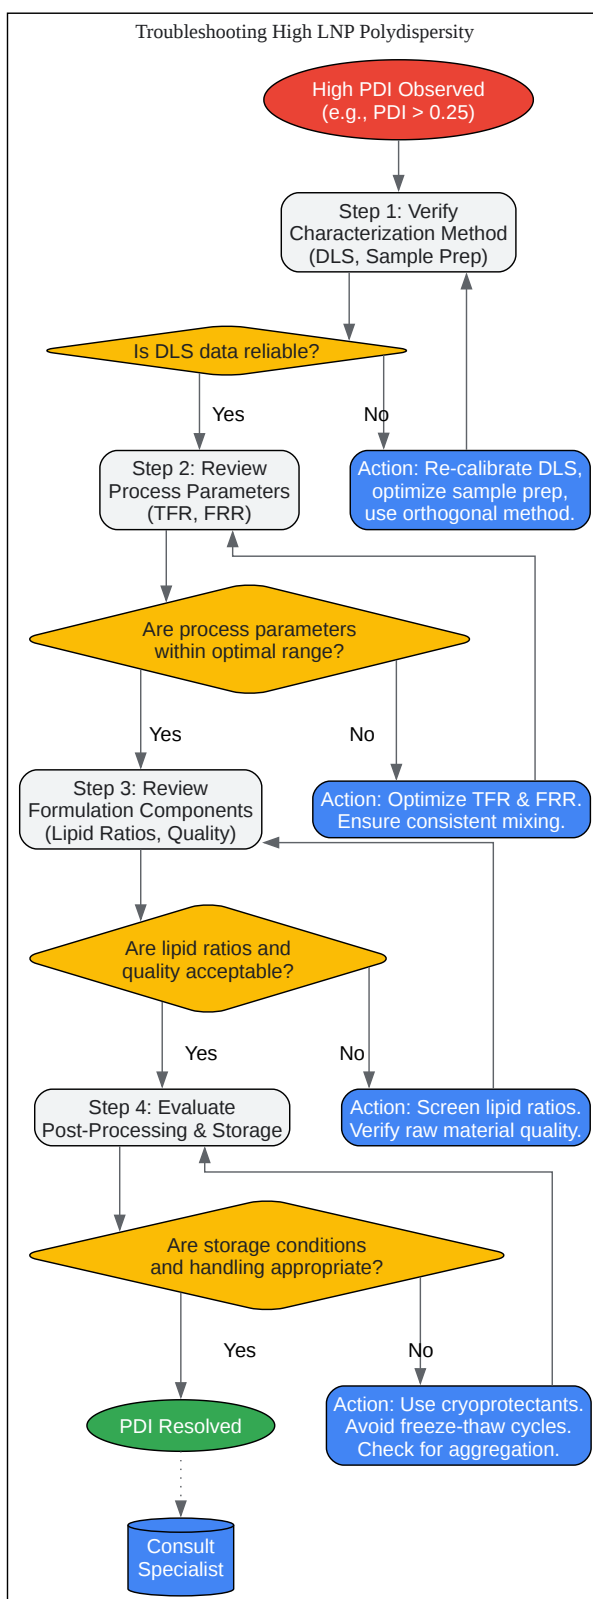 Troubleshooting High LNP Polydispersity
High PDI Observed
(e.g., PDI > 0.25)
Step 1: Verify
Characterization Method
(DLS, Sample Prep)
Is DLS data reliable?
Yes
No
Step 2: Review
Process Parameters
(TFR, FRR)
Action: Re-calibrate DLS,
optimize sample prep,
use orthogonal method.
Are process parameters
within optimal range?
Yes
No
Step 3: Review
Formulation Components
(Lipid Ratios, Quality)
Action: Optimize TFR & FRR.
Ensure consistent mixing.
Are lipid ratios and
quality acceptable?
Yes
No
Step 4: Evaluate
Post-Processing & Storage
Action: Screen lipid ratios.
Verify raw material quality.
Are storage conditions
and handling appropriate?
Yes
No
PDI Resolved
Action: Use cryoprotectants.
Avoid freeze-thaw cycles.
Check for aggregation.
Consult
Specialist